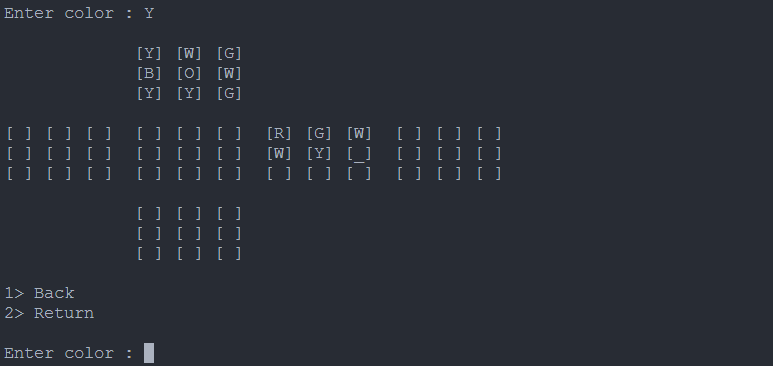 Enter color : Y
[Y] [W] [G]
[B] [O] [W]
[Y] [Y] [G]
[ ] [ ] [ ]  [ ] [ ] [ ]  [R] [G] [W]  [ ] [ ] [ ]
[ ] [ ] [ ]  [ ] [ ] [ ]  [W] [Y] [_]  [ ] [ ] [ ]
[ ] [ ] [ ]  [ ] [ ] [ ]  [ ] [ ] [ ]  [ ] [ ] [ ]
[ ] [ ] [ ]
[ ] [ ] [ ]
[ ] [ ] [ ]
1> Back
2> Return
Enter color :